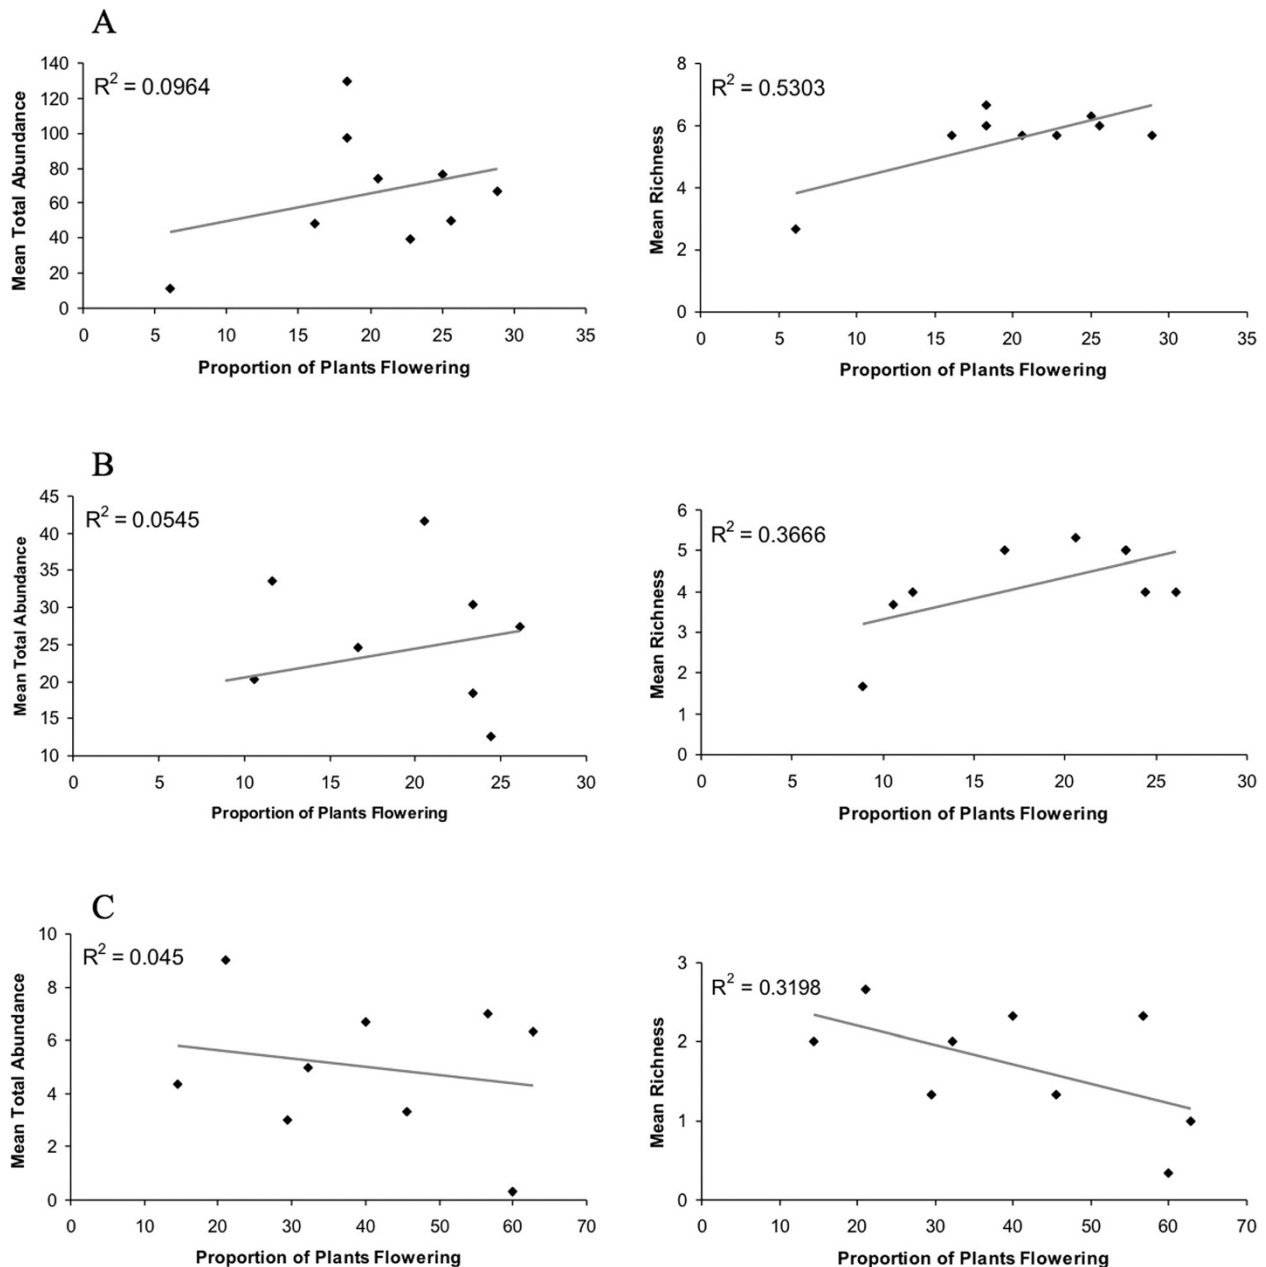 A
R² = 0.0964
Mean Total Abundance
140
120
100
80
60
40
20
0
0 5 10 15 20 25 30 35
Proportion of Plants Flowering
R² = 0.5303
Mean Richness
8
6
4
2
0
0 5 10 15 20 25 30 35
Proportion of Plants Flowering
B
R² = 0.0545
Mean Total Abundance
45
40
35
30
25
20
15
10
0 5 10 15 20 25 30
Proportion of Plants Flowering
R² = 0.3666
Mean Richness
6
5
4
3
2
1
0
0 5 10 15 20 25 30
Proportion of Plants Flowering
C
R² = 0.045
Mean Total Abundance
10
8
6
4
2
0
0 10 20 30 40 50 60 70
Proportion of Plants Flowering
R² = 0.3198
Mean Richness
3
2
1
0
0 10 20 30 40 50 60 70
Proportion of Plants Flowering